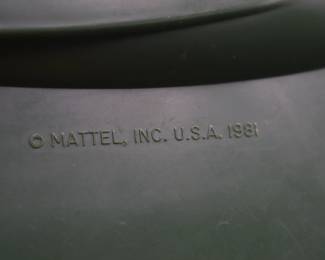 © MATTEL, INC. U.S.A. 1981